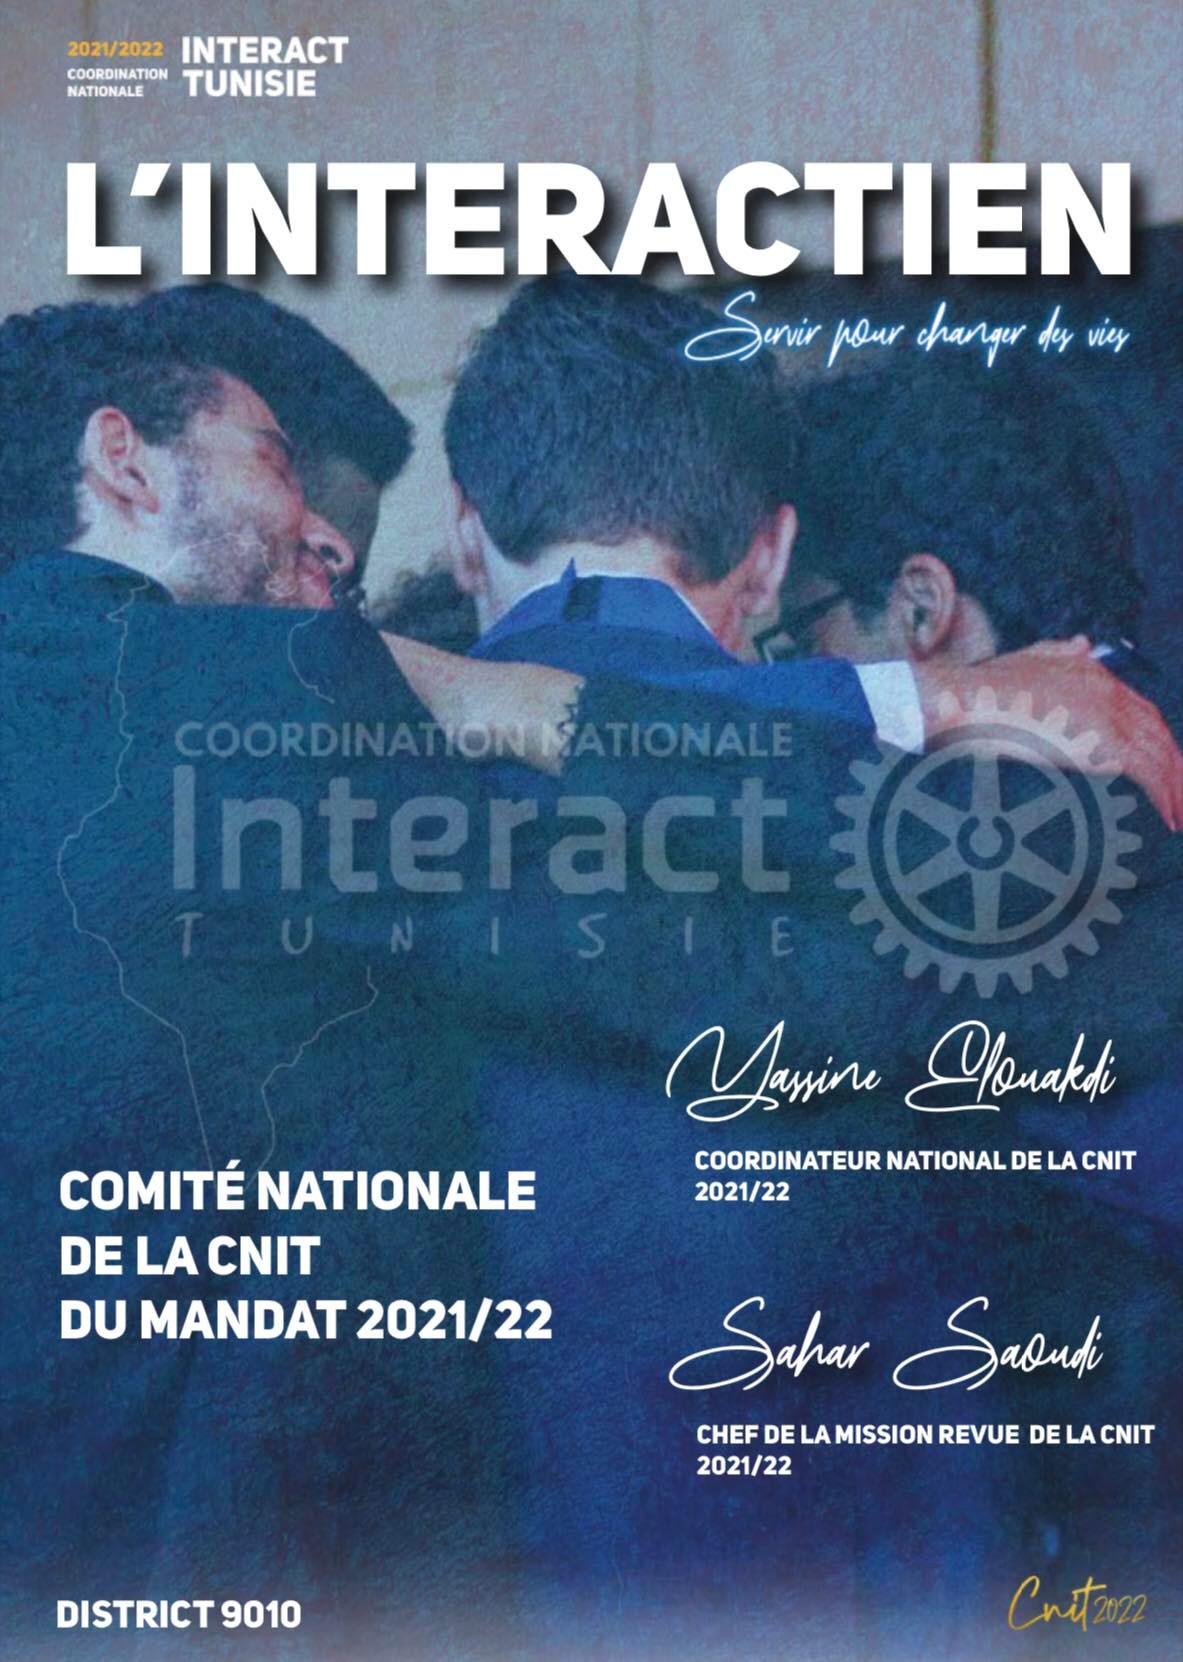 2021/2022
COORDINATION
NATIONALE
INTERACT
TUNISIE
L'INTERACTIEN
Servir pour changer des vies
COORDINATION NATIONALE
Interact
TUNISIE
Yassine Elouakdi
COORDINATEUR NATIONAL DE LA CNIT
2021/22
COMITÉ NATIONALE
DE LA CNIT
DU MANDAT 2021/22
Sahar Saoudi
CHEF DE LA MISSION REVUE DE LA CNIT
2021/22
DISTRICT 9010
Cnit 2022